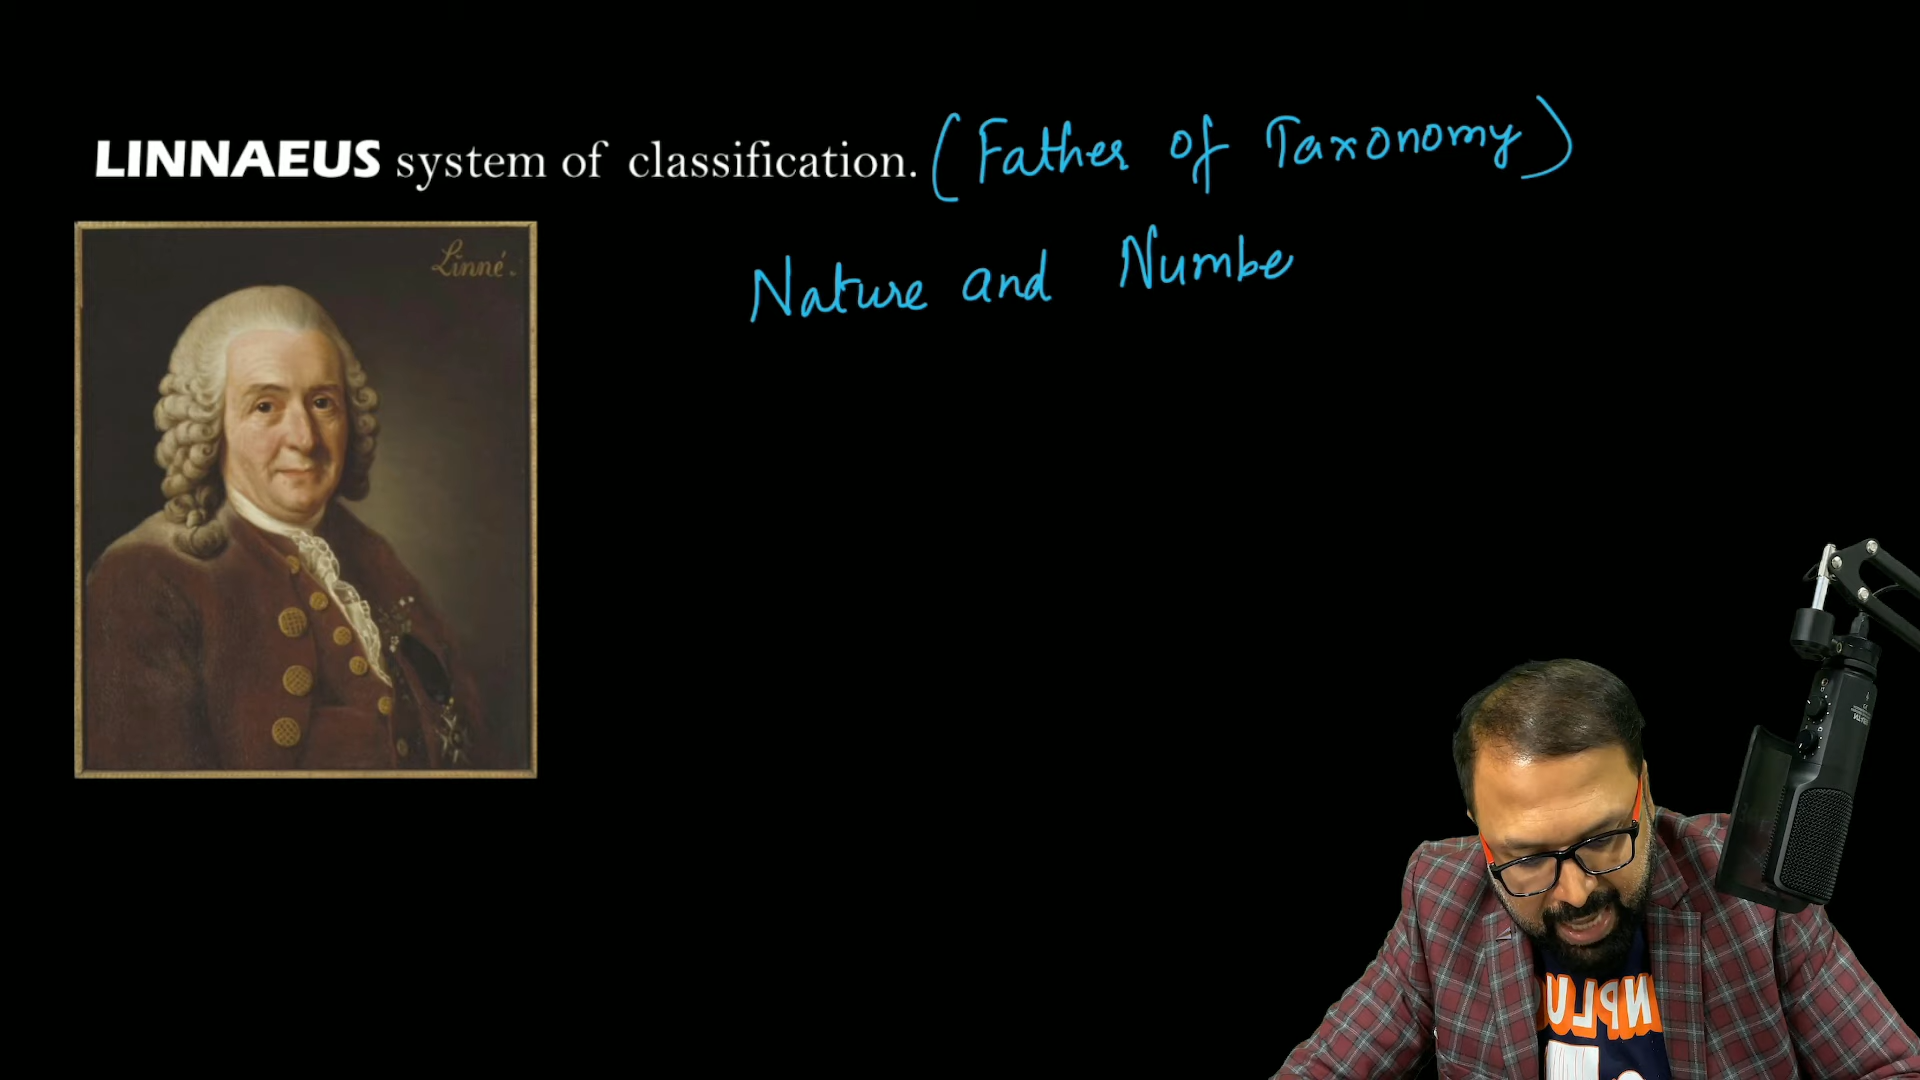 LINNAEUS system of classification. (Father of Taxonomy)
Linné.
Nature and Numbe